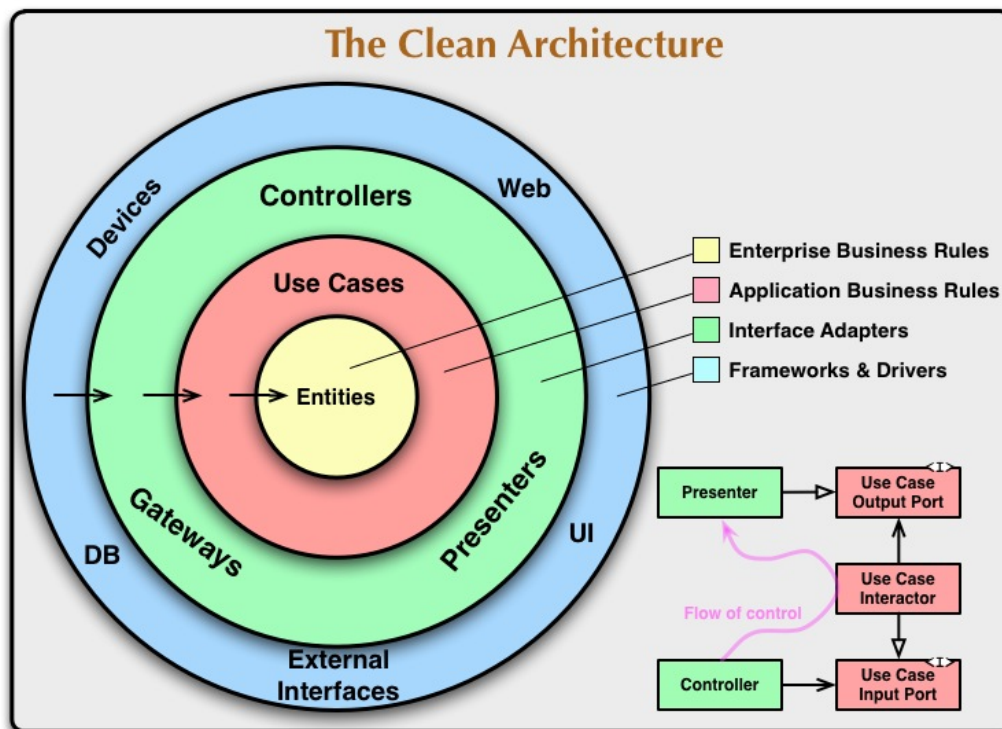 The Clean Architecture
Devices
Web
Controllers
Use Cases
Entities
Gateways
Presenters
DB
UI
External
Interfaces
Enterprise Business Rules
Application Business Rules
Interface Adapters
Frameworks & Drivers
Presenter
<I>
Use Case
Output Port
Flow of control
Use Case
Interactor
Controller
<I>
Use Case
Input Port